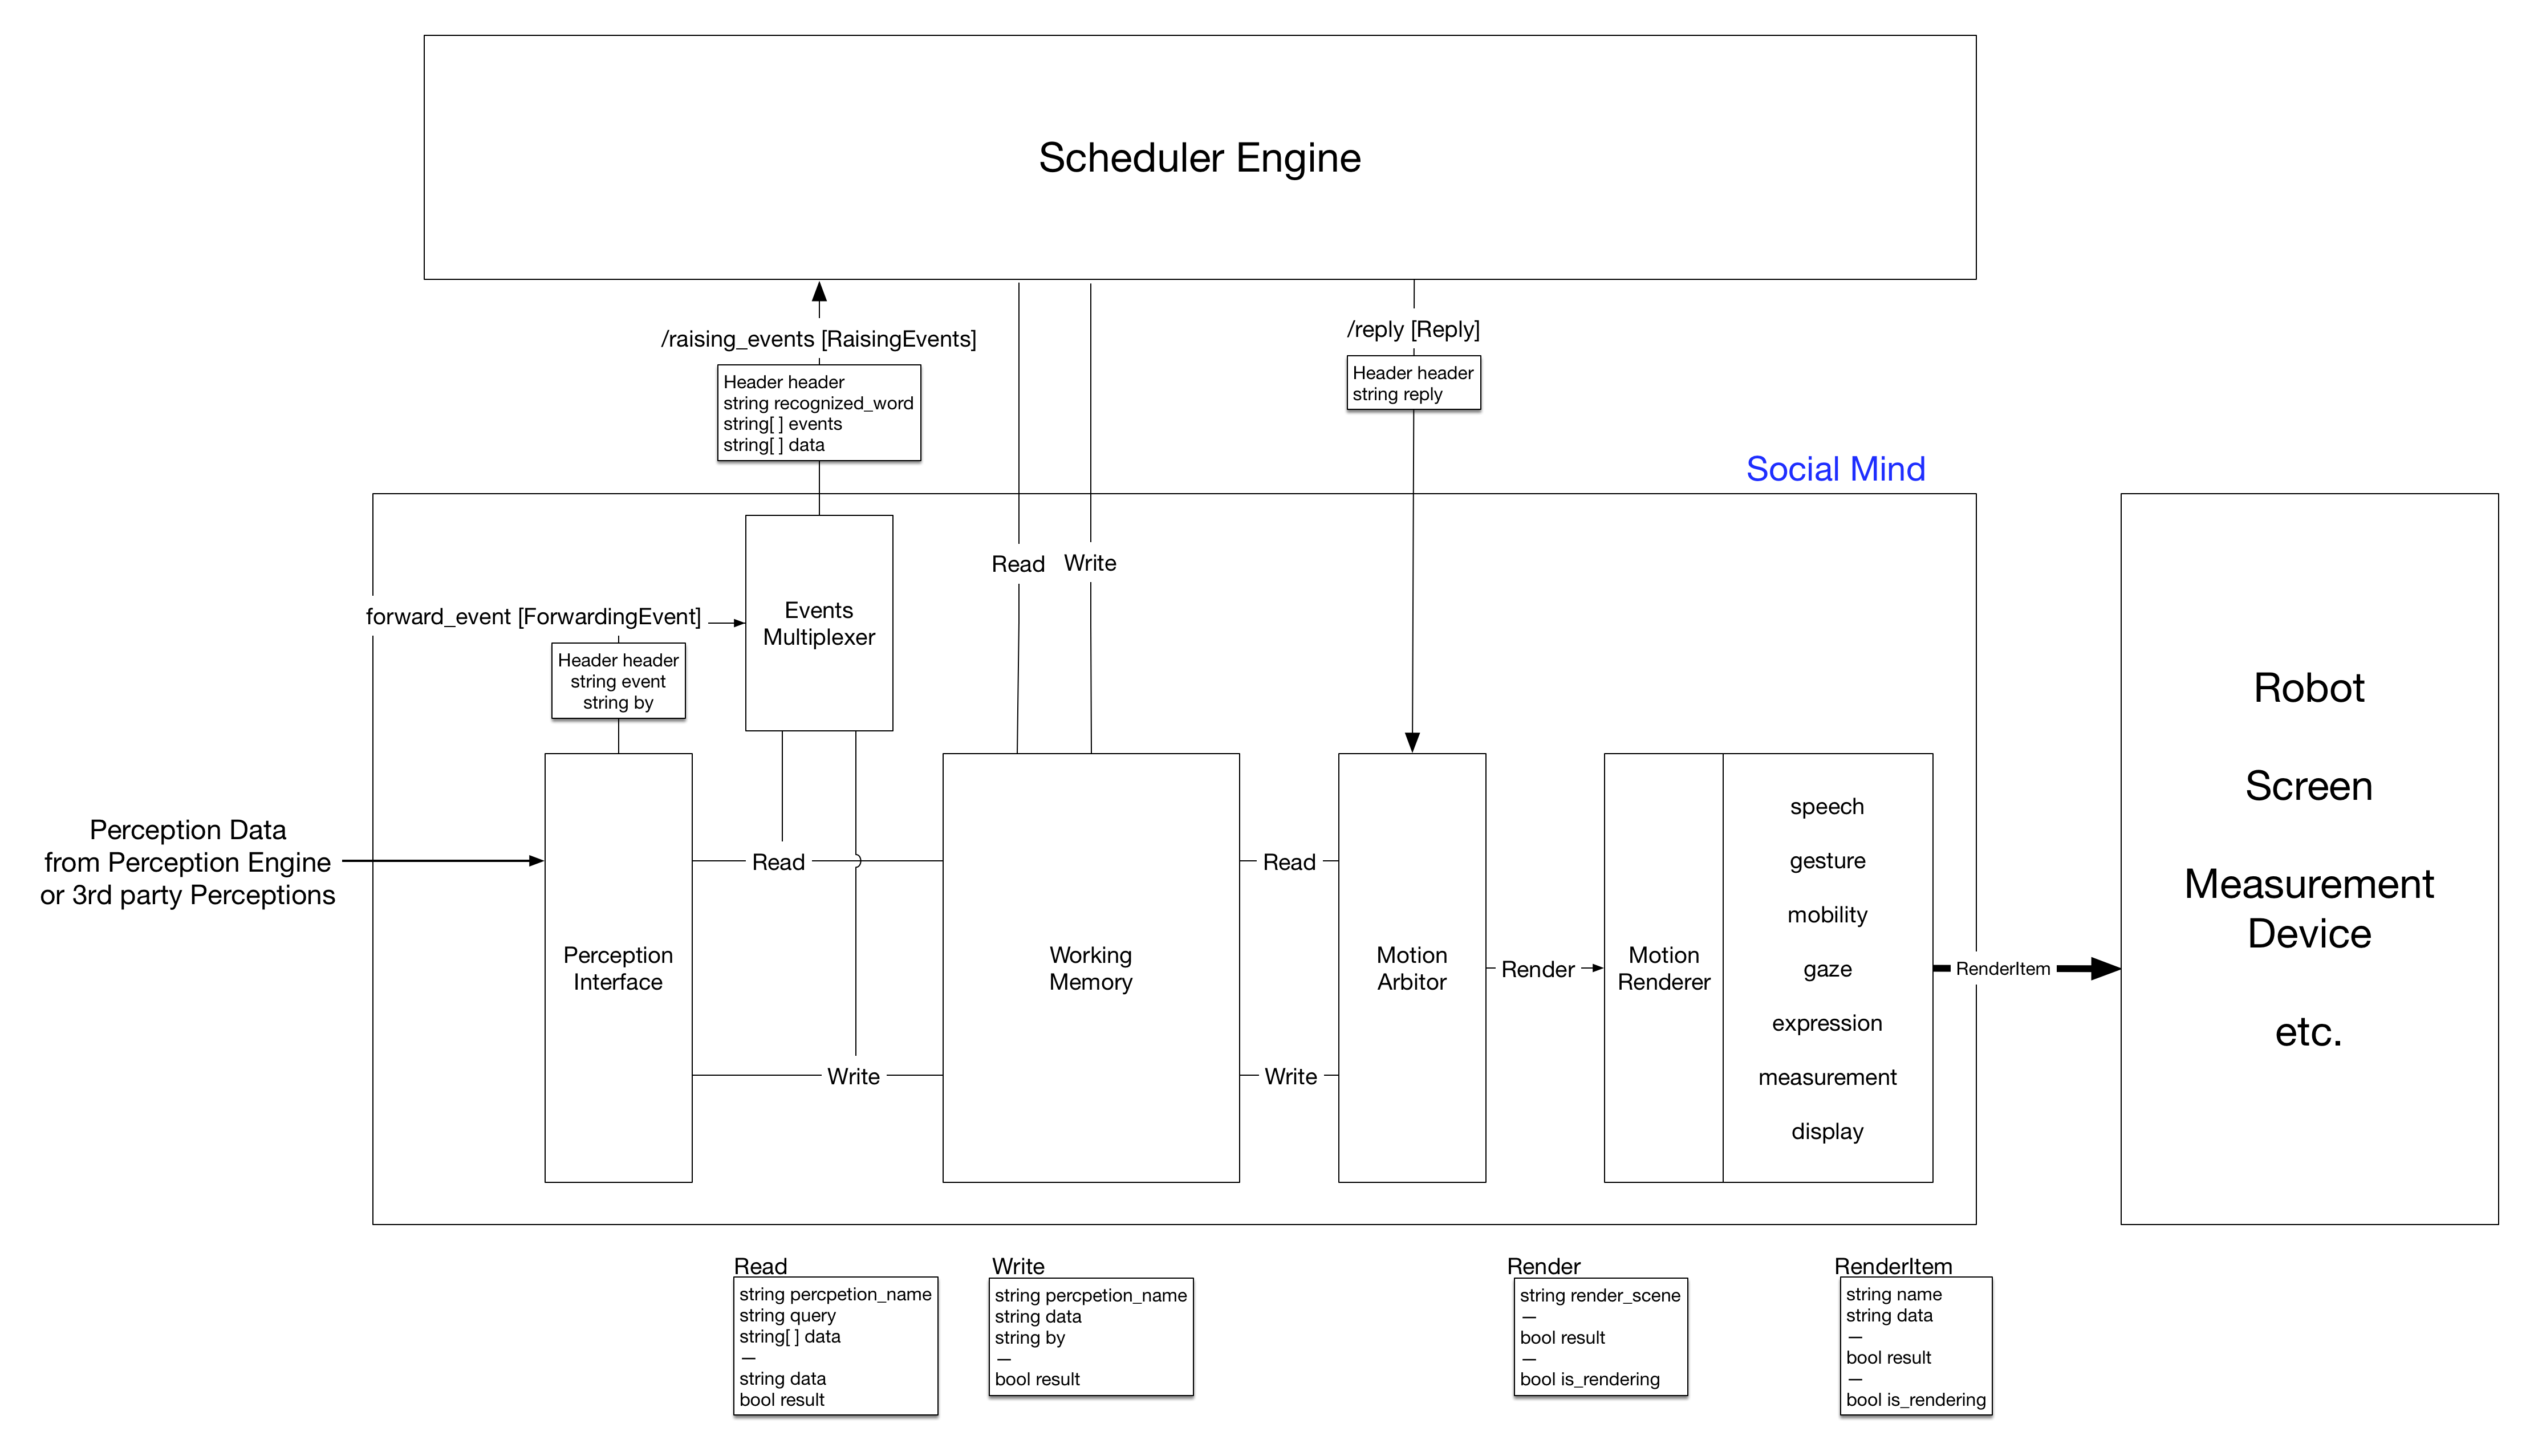 Scheduler Engine
/raising_events [RaisingEvents]
Header header
string recognized_word
string[ ] events
string[ ] data
/reply [Reply]
Header header
string reply
Social Mind
Read
Write
forward_event [ForwardingEvent]
Header header
string event
string by
Events
Multiplexer
Perception Data
from Perception Engine
or 3rd party Perceptions
Perception
Interface
Read
Write
Working
Memory
Read
Write
Motion
Arbitor
Render
Motion
Renderer
speech
gesture
mobility
gaze
expression
measurement
display
RenderItem
Robot
Screen
Measurement
Device
etc.
Read
string percpetion_name
string query
string[ ] data
—
string data
bool result
Write
string percpetion_name
string data
string by
—
bool result
Render
string render_scene
—
bool result
—
bool is_rendering
RenderItem
string name
string data
—
bool result
—
bool is_rendering